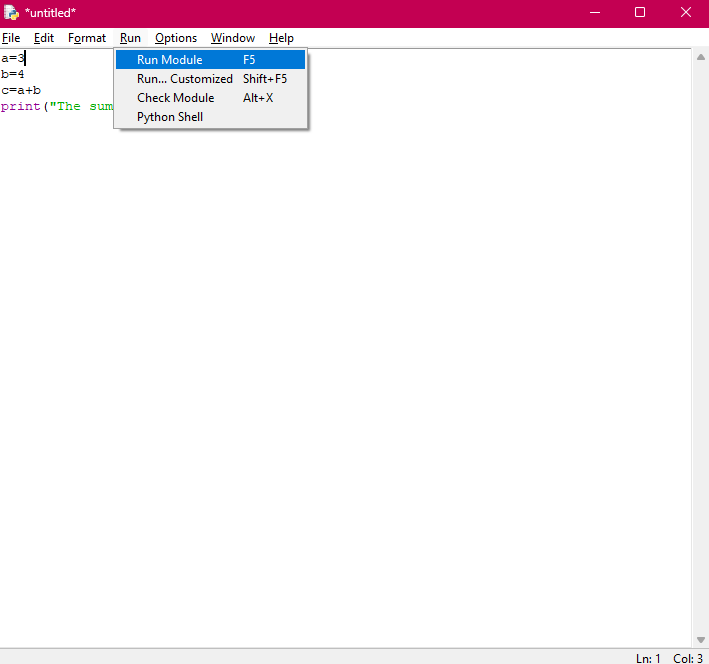 *untitled*
File Edit Format Run Options Window Help
a=3
b=4
c=a+b
print("The sum
Run Module F5
Run... Customized Shift+F5
Check Module Alt+X
Python Shell
Ln: 1 Col: 3